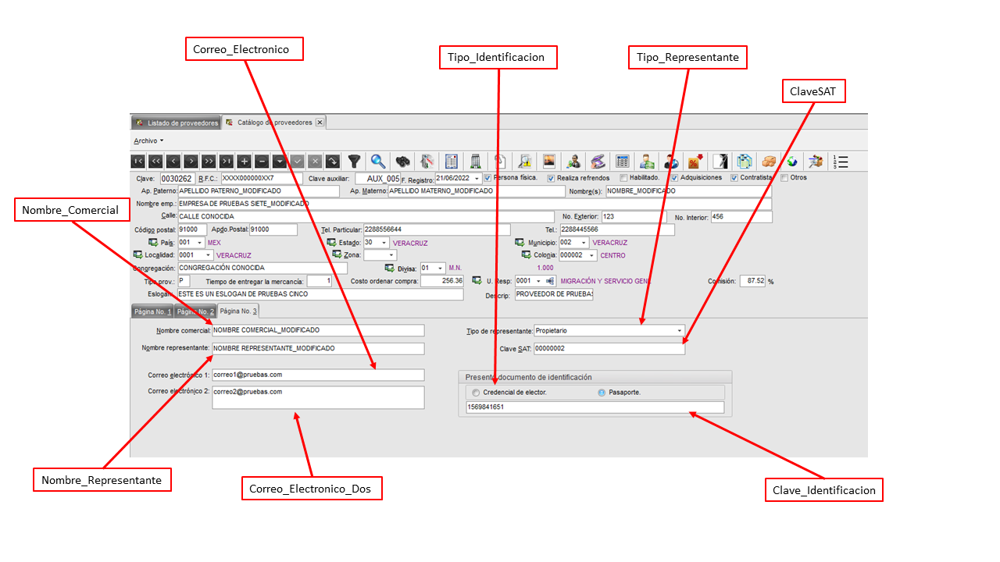 Correo_Electronico
Tipo_Identificacion
Tipo_Representante
ClaveSAT
Listado de proveedores Catálogo de proveedores
Archivo
Clave: 0030262 R.F.C.: XXXX000000XX7 Clave auxiliar: AUX_005 F. Registro: 21/06/2022 Persona física. Realiza refrendos Habilitado. Adquisiciones Contratista Otros
Ap. Paterno: APELLIDO PATERNO_MODIFICADO Ap. Materno: APELLIDO MATERNO_MODIFICADO Nombre(s): NOMBRE_MODIFICADO
Nombre emp.: EMPRESA DE PRUEBAS SIETE_MODIFICADO
Nombre_Comercial
Calle: CALLE CONOCIDA No. Exterior: 123 No. Interior: 456
Código postal: 91000 Apdo.Postal: 91000 Tel. Particular: 2288556644 Tel.: 2288445566
País: 001 MEX Estado: 30 VERACRUZ Municipio: 002 VERACRUZ
Localidad: 0001 VERACRUZ Zona: Colonia: 000002 CENTRO
Congregación: CONGREGACIÓN CONOCIDA Divisa: 01 M.N. 1.000
Tipo prov.: P Tiempo de entregar la mercancía: 1 Costo ordenar compra: 256.36 U. Resp: 0001 MIGRACIÓN Y SERVICIO GENE Comisión: 87.52 %
Eslogan: ESTE ES UN ESLOGAN DE PRUEBAS CINCO Descrip: PROVEEDOR DE PRUEBAS
Página No. 1 Página No. 2 Página No. 3
Nombre comercial: NOMBRE COMERCIAL_MODIFICADO Tipo de representante: Propietario
Nombre representante: NOMBRE REPRESENTANTE_MODIFICADO Clave SAT: 00000002
Correo electrónico 1: correo1@pruebas.com
Presento documento de identificación
Correo electrónico 2: correo2@pruebas.com Credencial de elector. Pasaporte.
1569841651
Nombre_Representante
Correo_Electronico_Dos
Clave_Identificacion